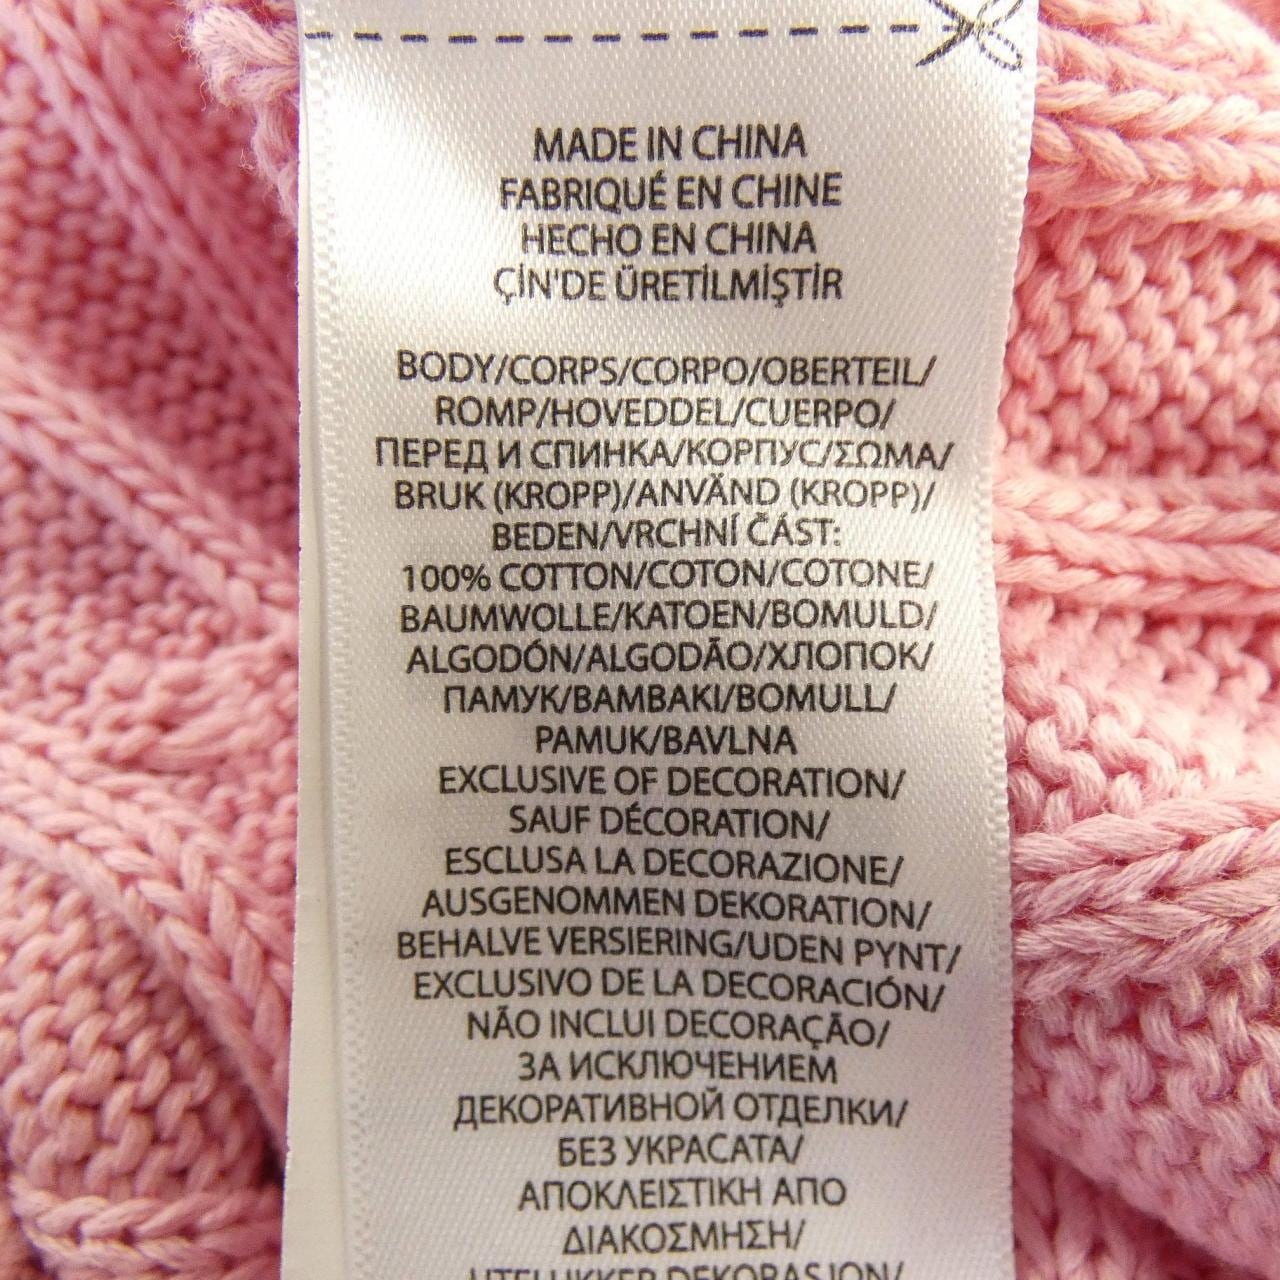 MADE IN CHINA
FABRIQUÉ EN CHINE
HECHO EN CHINA
ÇİN'DE ÜRETİLMİŞTİR
BODY/CORPS/CORPO/OBERTEIL/
ROMP/HOVEDDEL/CUERPO/
ПЕРЕД И СПИНКА/КОРПУС/ΣΩΜΑ/
BRUK (KROPP)/ANVÄND (KROPP)/
BEDEN/VRCHNÍ ČÁST:
100% COTTON/COTON/COTONE/
BAUMWOLLE/KATOEN/BOMULD/
ALGODÓN/ALGODÃO/ХЛОПОК/
ПАМУК/ΒΑΜΒΑΚΙ/BOMULL/
PAMUK/BAVLNA
EXCLUSIVE OF DECORATION/
SAUF DÉCORATION/
ESCLUSA LA DECORAZIONE/
AUSGENOMMEN DEKORATION/
BEHALVE VERSIERING/UDEN PYNT/
EXCLUSIVO DE LA DECORACIÓN/
NÃO INCLUI DECORAÇÃO/
ЗА ИСКЛЮЧЕНИЕМ
ДЕКОРАТИВНОЙ ОТДЕЛКИ/
БЕЗ УКРАСАТА/
ΑΠΟΚΛΕΙΣΤΙΚΗ ΑΠΟ
ΔΙΑΚΟΣΜΗΣΗ/
UTELUKKER DEKORASJON/